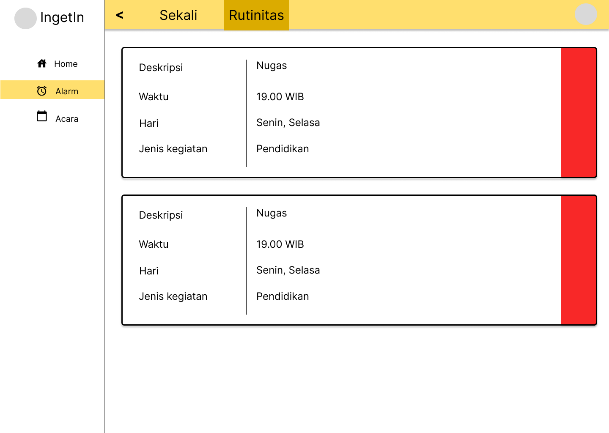 IngetIn
< Sekali Rutinitas
Home
Alarm
Acara
Deskripsi Nugas
Waktu 19.00 WIB
Hari Senin, Selasa
Jenis kegiatan Pendidikan
Deskripsi Nugas
Waktu 19.00 WIB
Hari Senin, Selasa
Jenis kegiatan Pendidikan